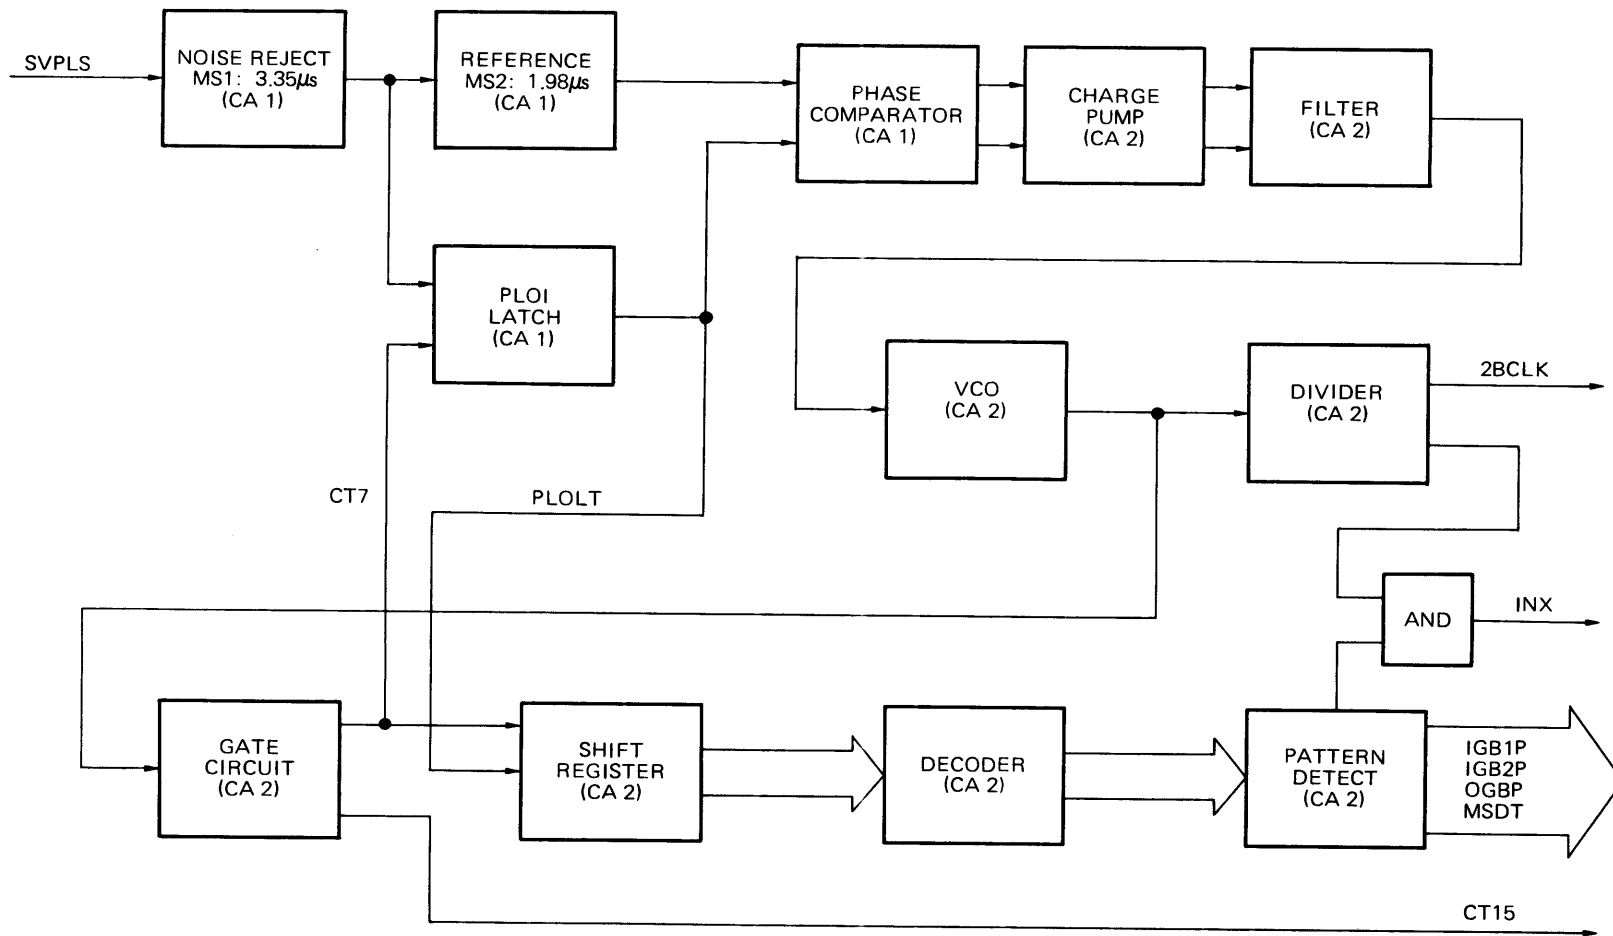 SVPLS
NOISE REJECT
MS1: 3.35μs
(CA 1)
REFERENCE
MS2: 1.98μs
(CA 1)
PHASE
COMPARATOR
(CA 1)
CHARGE
PUMP
(CA 2)
FILTER
(CA 2)
PLOI
LATCH
(CA 1)
VCO
(CA 2)
DIVIDER
(CA 2)
2BCLK
CT7
PLOLT
AND
INX
GATE
CIRCUIT
(CA 2)
SHIFT
REGISTER
(CA 2)
DECODER
(CA 2)
PATTERN
DETECT
(CA 2)
IGB1P
IGB2P
OGBP
MSDT
CT15